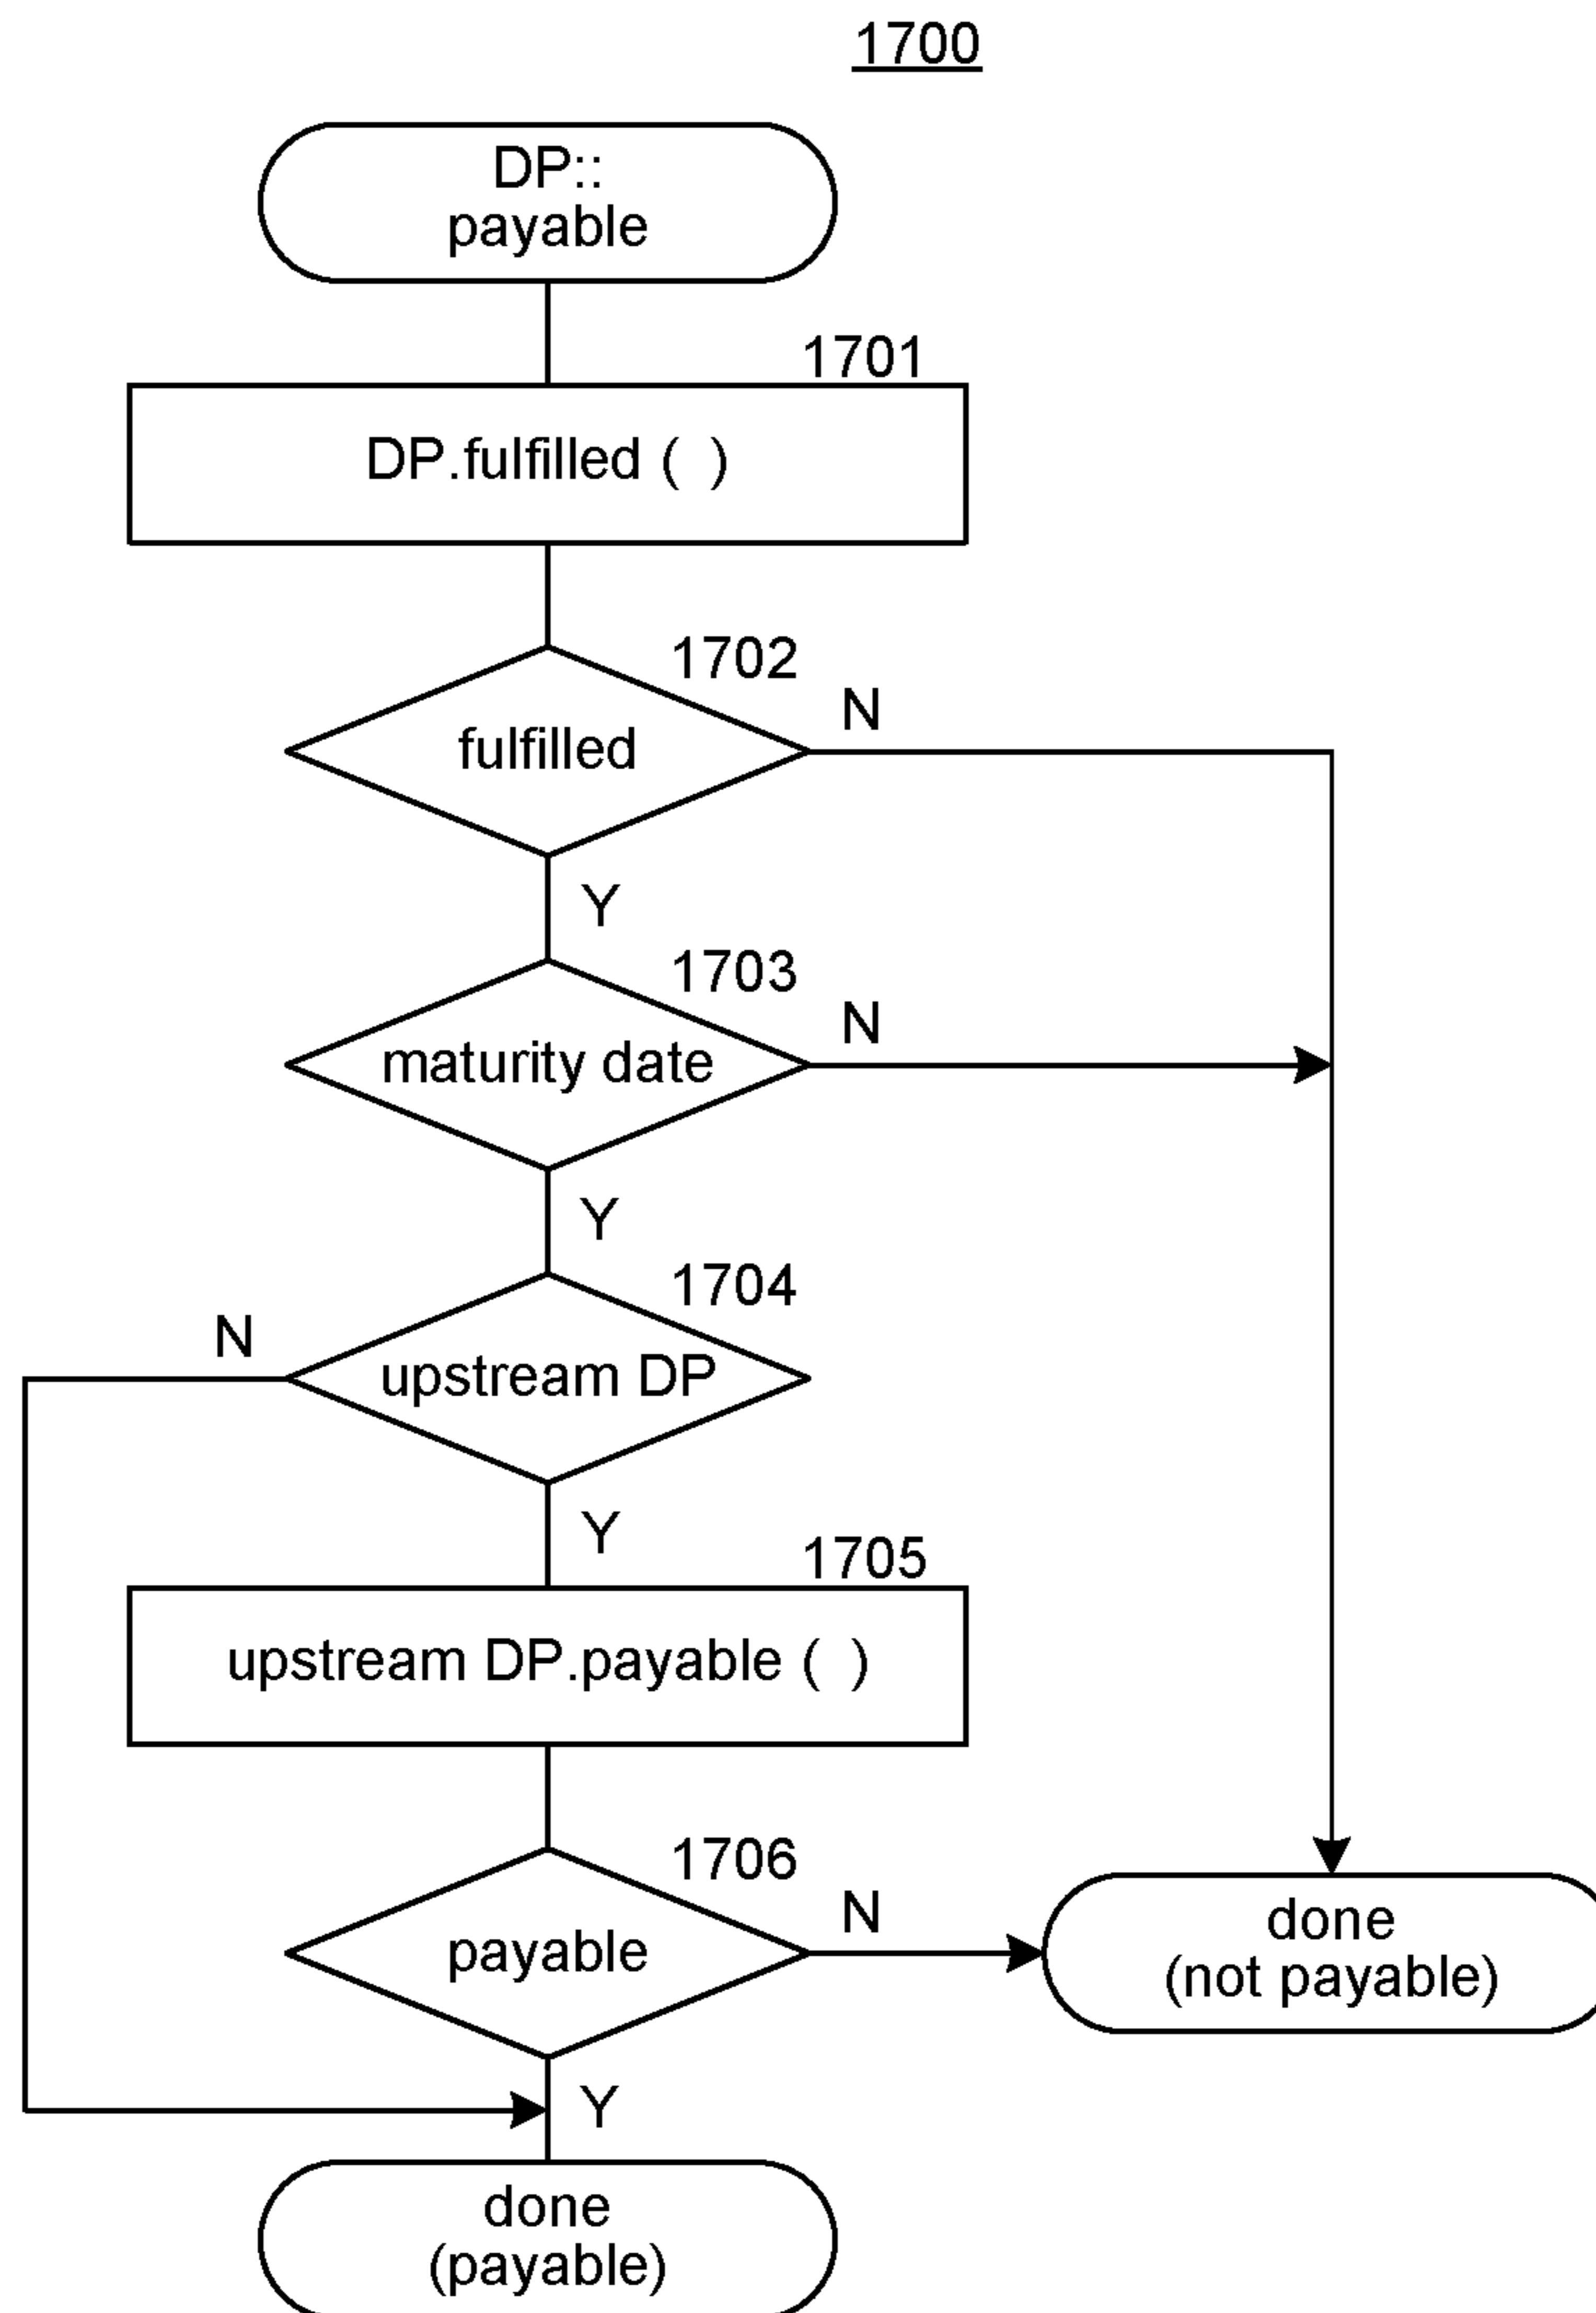 1700
DP::
payable
1701
DP.fulfilled ( )
1702
fulfilled
N
Y
1703
maturity date
N
Y
1704
N
upstream DP
Y
1705
upstream DP.payable ( )
1706
payable
N
done
(not payable)
Y
done
(payable)